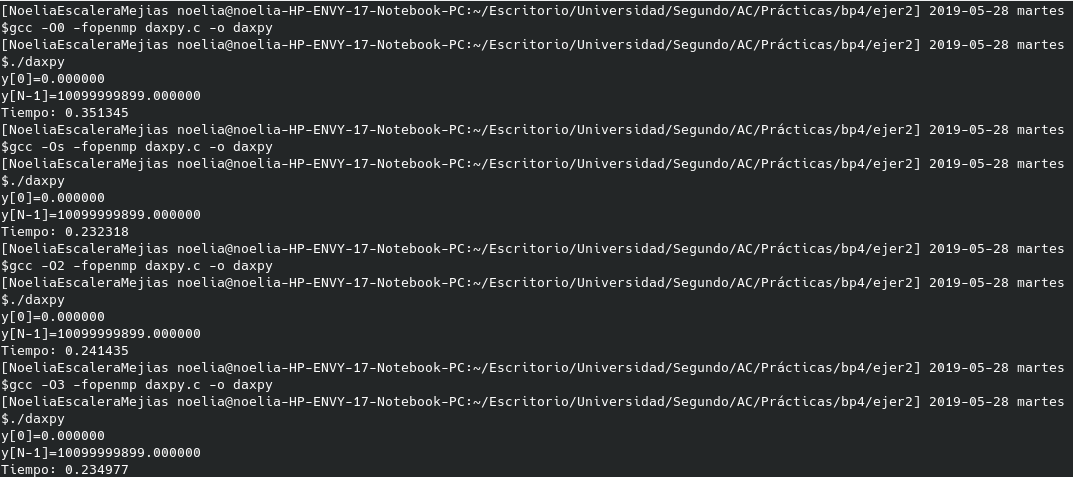 [NoeliaEscaleraMejias noelia@noelia-HP-ENVY-17-Notebook-PC:~/Escritorio/Universidad/Segundo/AC/Prácticas/bp4/ejer2] 2019-05-28 martes
$gcc -O0 -fopenmp daxpy.c -o daxpy
[NoeliaEscaleraMejias noelia@noelia-HP-ENVY-17-Notebook-PC:~/Escritorio/Universidad/Segundo/AC/Prácticas/bp4/ejer2] 2019-05-28 martes
$./daxpy
y[0]=0.000000
y[N-1]=10099999899.000000
Tiempo: 0.351345
[NoeliaEscaleraMejias noelia@noelia-HP-ENVY-17-Notebook-PC:~/Escritorio/Universidad/Segundo/AC/Prácticas/bp4/ejer2] 2019-05-28 martes
$gcc -Os -fopenmp daxpy.c -o daxpy
[NoeliaEscaleraMejias noelia@noelia-HP-ENVY-17-Notebook-PC:~/Escritorio/Universidad/Segundo/AC/Prácticas/bp4/ejer2] 2019-05-28 martes
$./daxpy
y[0]=0.000000
y[N-1]=10099999899.000000
Tiempo: 0.232318
[NoeliaEscaleraMejias noelia@noelia-HP-ENVY-17-Notebook-PC:~/Escritorio/Universidad/Segundo/AC/Prácticas/bp4/ejer2] 2019-05-28 martes
$gcc -O2 -fopenmp daxpy.c -o daxpy
[NoeliaEscaleraMejias noelia@noelia-HP-ENVY-17-Notebook-PC:~/Escritorio/Universidad/Segundo/AC/Prácticas/bp4/ejer2] 2019-05-28 martes
$./daxpy
y[0]=0.000000
y[N-1]=10099999899.000000
Tiempo: 0.241435
[NoeliaEscaleraMejias noelia@noelia-HP-ENVY-17-Notebook-PC:~/Escritorio/Universidad/Segundo/AC/Prácticas/bp4/ejer2] 2019-05-28 martes
$gcc -O3 -fopenmp daxpy.c -o daxpy
[NoeliaEscaleraMejias noelia@noelia-HP-ENVY-17-Notebook-PC:~/Escritorio/Universidad/Segundo/AC/Prácticas/bp4/ejer2] 2019-05-28 martes
$./daxpy
y[0]=0.000000
y[N-1]=10099999899.000000
Tiempo: 0.234977